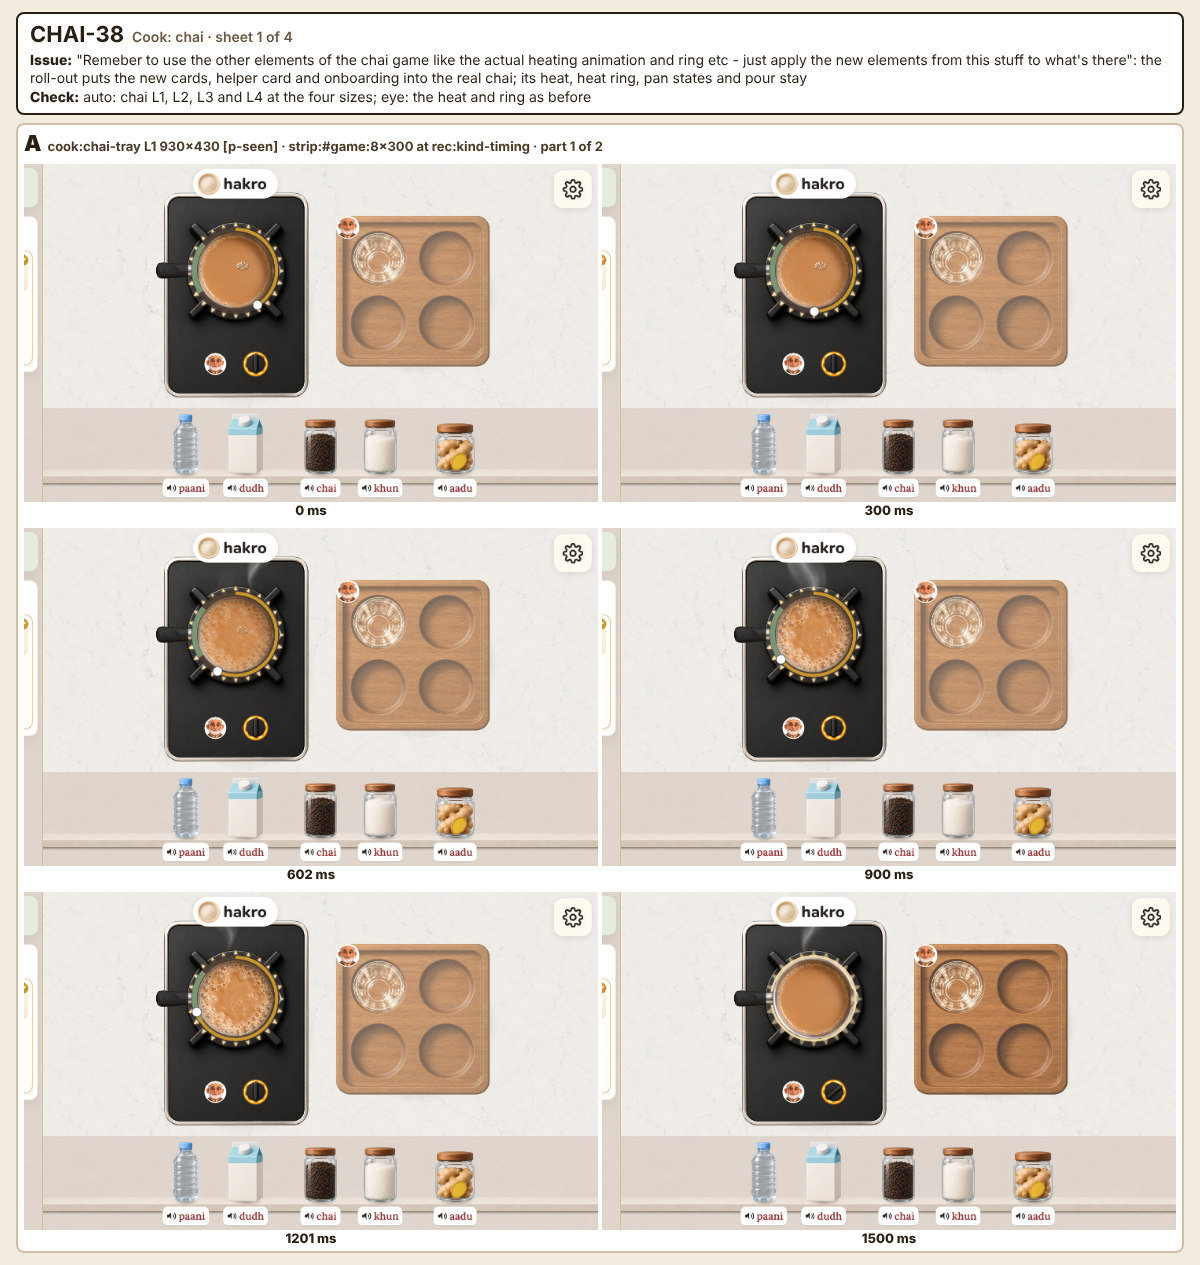 CHAI-38 Cook: chai · sheet 1 of 4
Issue: "Remeber to use the other elements of the chai game like the actual heating animation and ring etc - just apply the new elements from this stuff to what's there": the
roll-out puts the new cards, helper card and onboarding into the real chai; its heat, heat ring, pan states and pour stay
Check: auto: chai L1, L2, L3 and L4 at the four sizes; eye: the heat and ring as before
A cook:chai-tray L1 930×430 [p-seen] · strip:#game:8×300 at rec:kind-timing · part 1 of 2
hakro
paani dudh chai khun aadu
0 ms
hakro
paani dudh chai khun aadu
300 ms
hakro
paani dudh chai khun aadu
602 ms
hakro
paani dudh chai khun aadu
900 ms
hakro
paani dudh chai khun aadu
1201 ms
hakro
paani dudh chai khun aadu
1500 ms